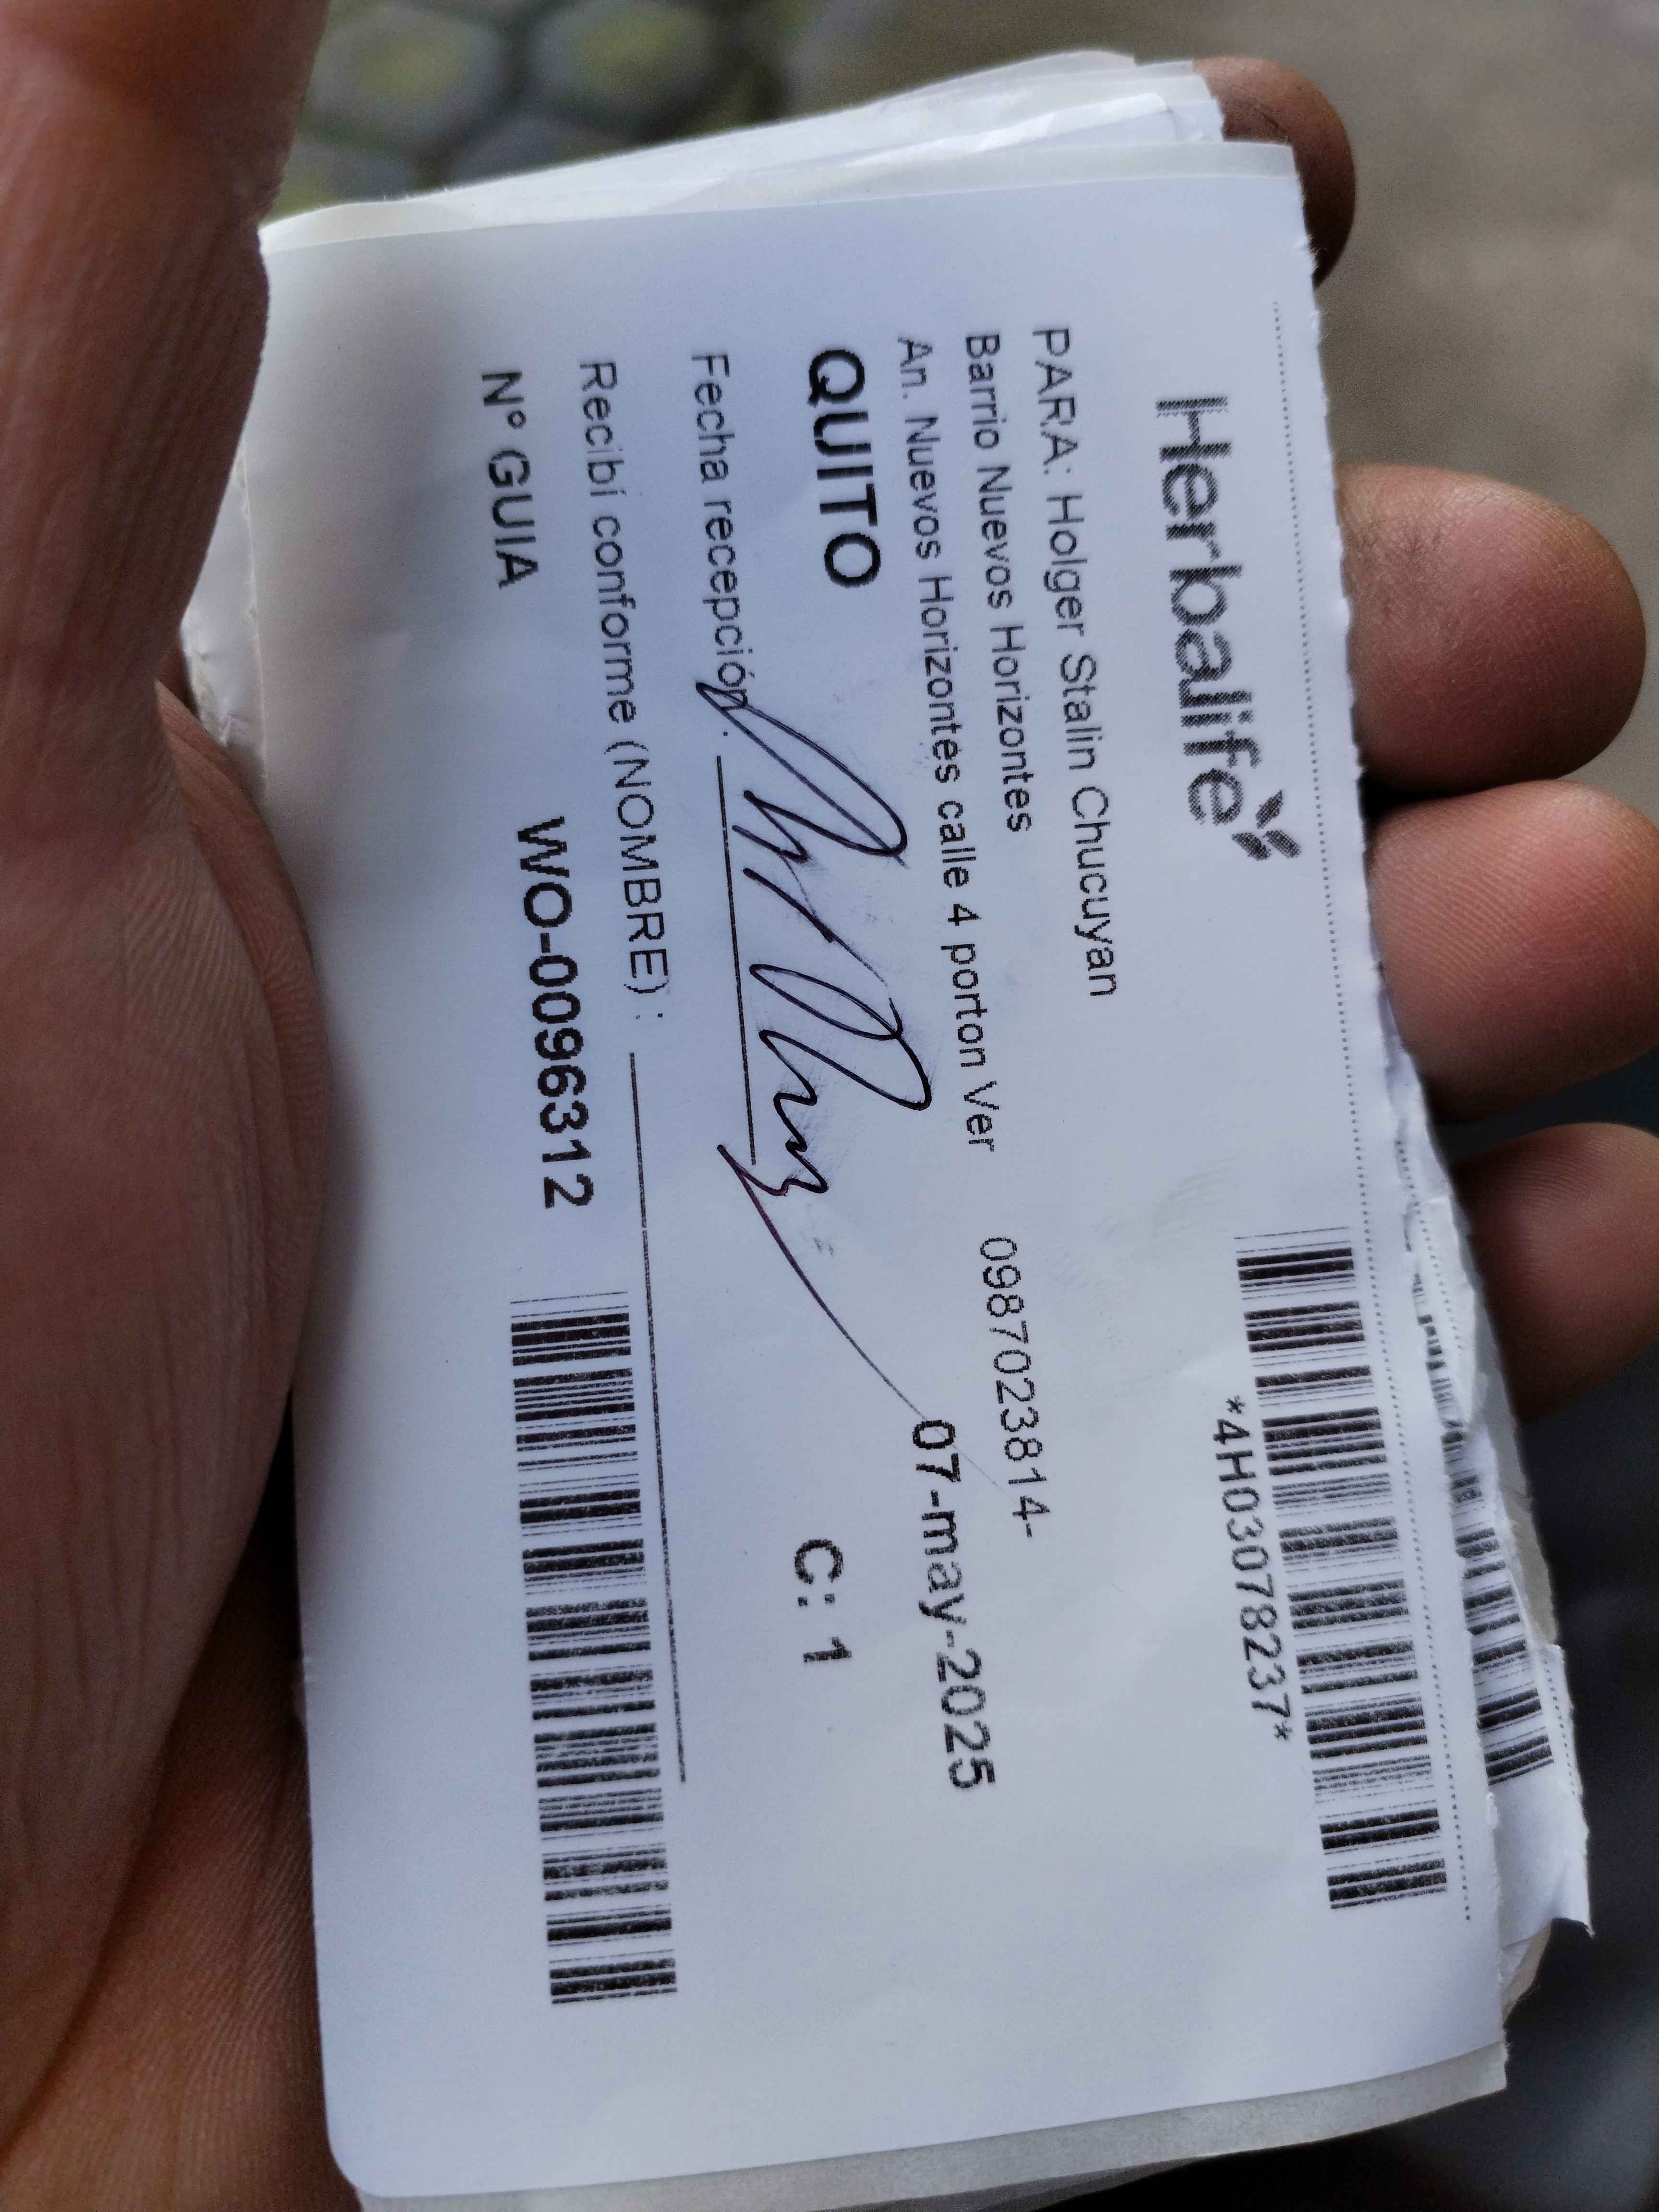 Herbalife
*4H03078237*
PARA: Holger Stalin Chucuyan
Barrio Nuevos Horizontes
An. Nuevos Horizontes calle 4 porton Ver 0987023814-
07-may-2025
QUITO C: 1
Fecha recepción:
Recibí conforme (NOMBRE) :
N° GUIA WO-0096312